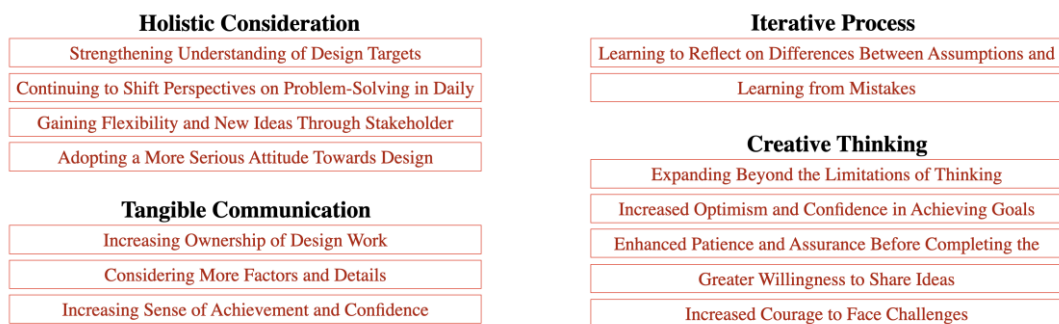 Holistic Consideration
Strengthening Understanding of Design Targets
Continuing to Shift Perspectives on Problem-Solving in Daily
Gaining Flexibility and New Ideas Through Stakeholder
Adopting a More Serious Attitude Towards Design
Tangible Communication
Increasing Ownership of Design Work
Considering More Factors and Details
Increasing Sense of Achievement and Confidence
Iterative Process
Learning to Reflect on Differences Between Assumptions and
Learning from Mistakes
Creative Thinking
Expanding Beyond the Limitations of Thinking
Increased Optimism and Confidence in Achieving Goals
Enhanced Patience and Assurance Before Completing the
Greater Willingness to Share Ideas
Increased Courage to Face Challenges